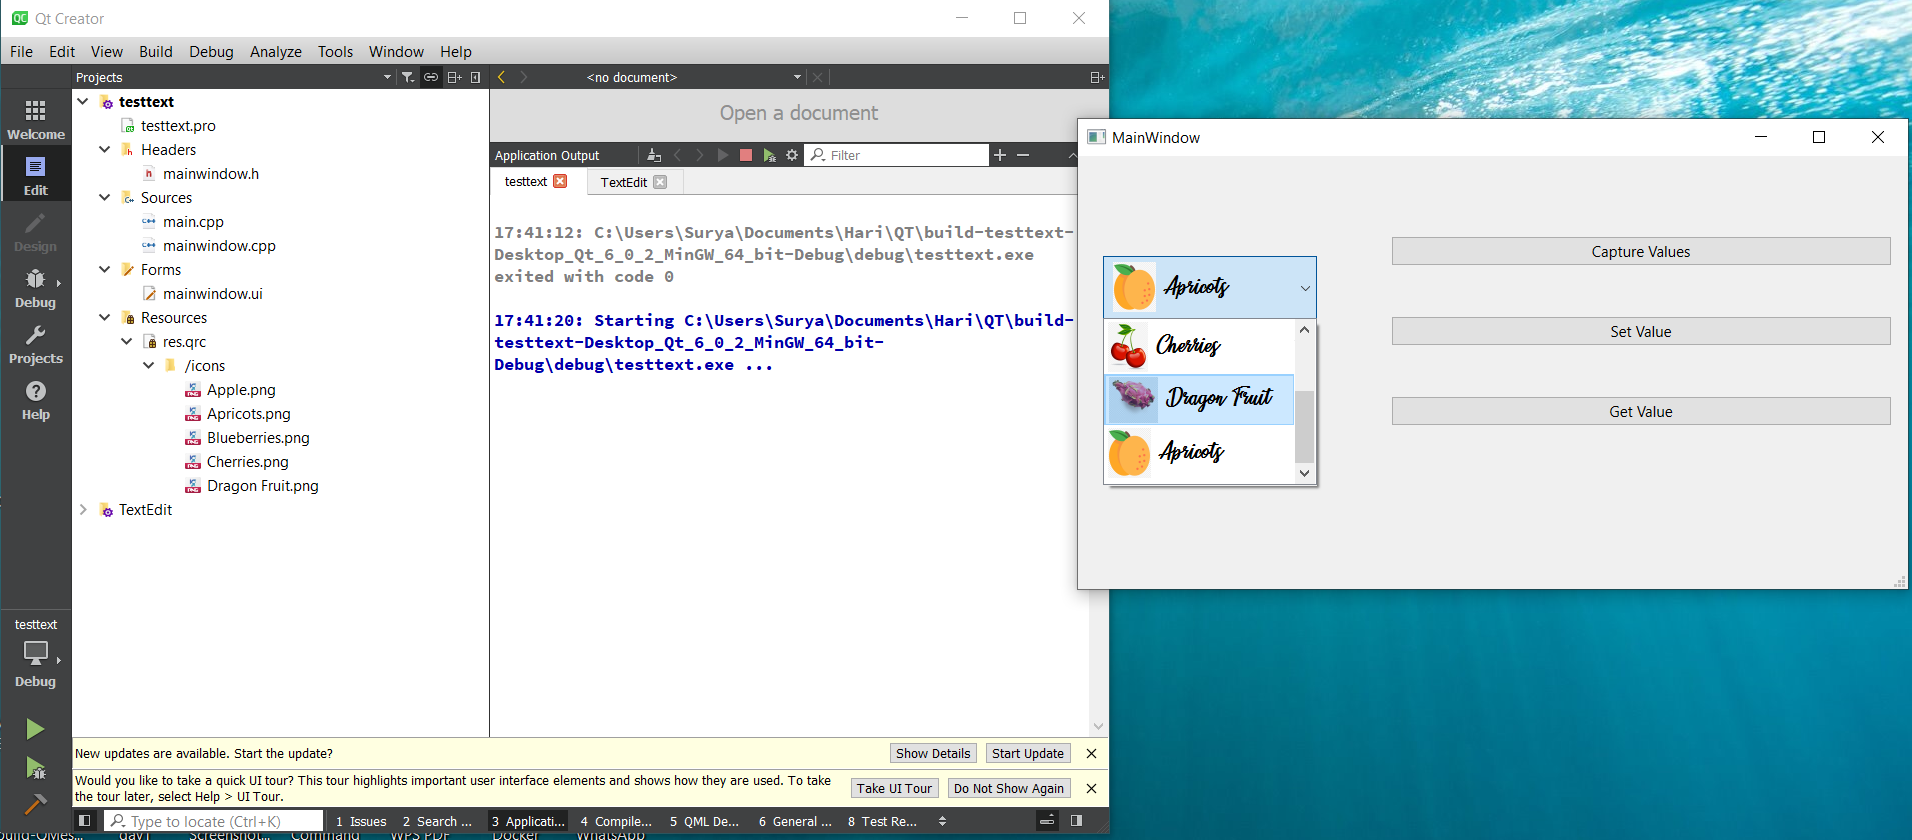 Qt Creator
File Edit View Build Debug Analyze Tools Window Help
Projects
<no document>
Welcome
Edit
Design
Debug
Projects
Help
testtext
testtext.pro
Headers
mainwindow.h
Sources
main.cpp
mainwindow.cpp
Forms
mainwindow.ui
Resources
res.qrc
/icons
Apple.png
Apricots.png
Blueberries.png
Cherries.png
Dragon Fruit.png
TextEdit
Open a document
Application Output
Filter
testtext
TextEdit
17:41:12: C:\Users\Surya\Documents\Hari\QT\build-testtext-
Desktop_Qt_6_0_2_MinGW_64_bit-Debug\debug\testtext.exe
exited with code 0
17:41:20: Starting C:\Users\Surya\Documents\Hari\QT\build-
testtext-Desktop_Qt_6_0_2_MinGW_64_bit-
Debug\debug\testtext.exe ...
testtext
Debug
New updates are available. Start the update?
Show Details
Start Update
Would you like to take a quick UI tour? This tour highlights important user interface elements and shows how they are used. To take
the tour later, select Help > UI Tour.
Take UI Tour
Do Not Show Again
Type to locate (Ctrl+K)
1 Issues
2 Search ...
3 Applicati...
4 Compile...
5 QML De...
6 General ...
8 Test Re...
MainWindow
Apricots
Cherries
Dragon Fruit
Apricots
Capture Values
Set Value
Get Value